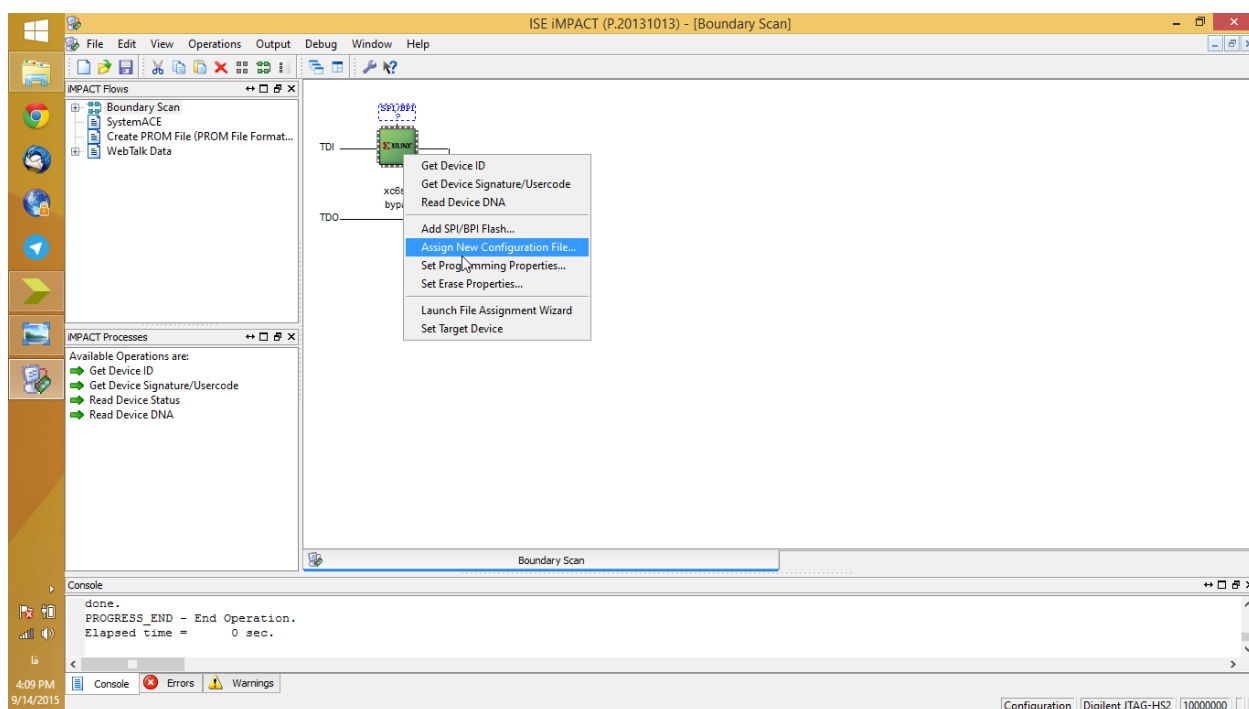 ISE iMPACT (P.20131013) - [Boundary Scan]
File Edit View Operations Output Debug Window Help
iMPACT Flows
Boundary Scan
SystemACE
Create PROM File (PROM File Format...
WebTalk Data
SPI/BPI
?
TDI
XILINX
TDO
Get Device ID
Get Device Signature/Usercode
Read Device DNA
Add SPI/BPI Flash...
Assign New Configuration File...
Set Programming Properties...
Set Erase Properties...
Launch File Assignment Wizard
Set Target Device
iMPACT Processes
Available Operations are:
Get Device ID
Get Device Signature/Usercode
Read Device Status
Read Device DNA
Boundary Scan
Console
done.
PROGRESS_END - End Operation.
Elapsed time = 0 sec.
Console Errors Warnings
Configuration Digilent JTAG-HS2 10000000
فا
4:09 PM
9/14/2015